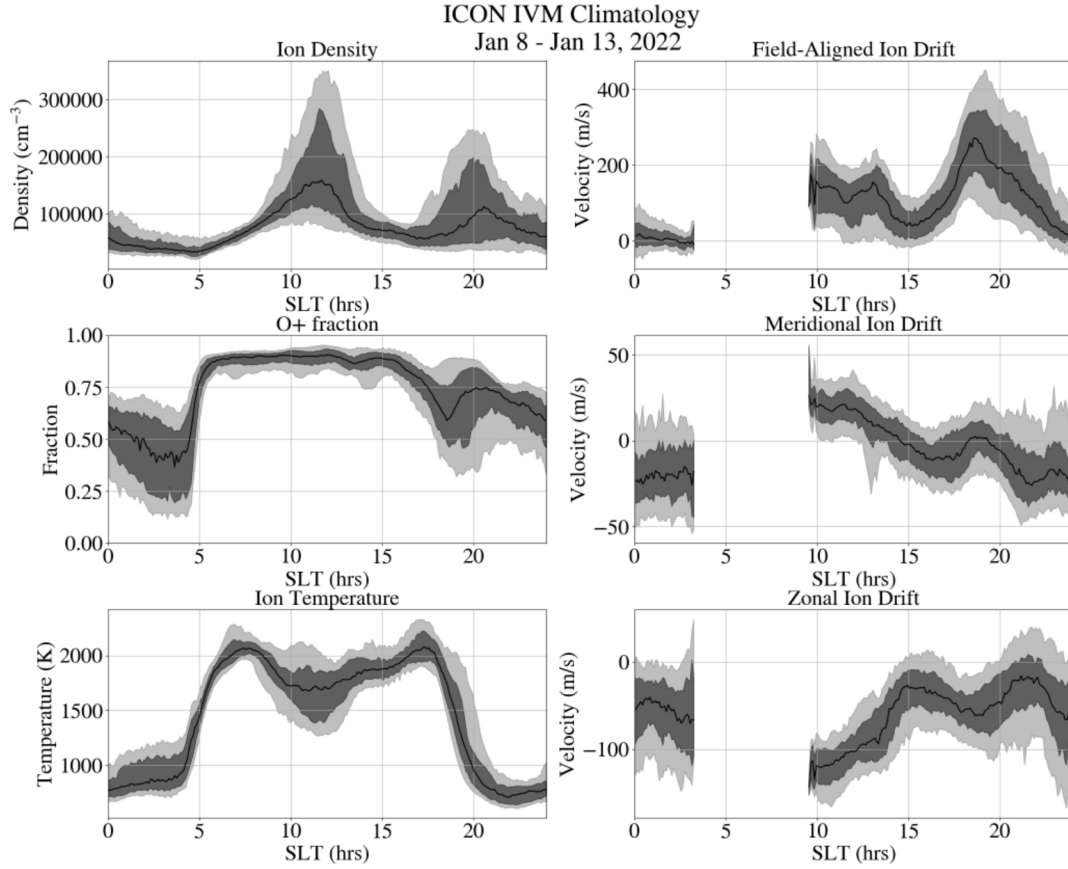 ICON IVM Climatology
Jan 8 - Jan 13, 2022
Ion Density
Density (cm⁻³)
300000
200000
100000
0 5 10 15 20
SLT (hrs)
Field-Aligned Ion Drift
Velocity (m/s)
400
200
0
0 5 10 15 20
SLT (hrs)
O+ fraction
Fraction
1.00
0.75
0.50
0.25
0.00
0 5 10 15 20
SLT (hrs)
Meridional Ion Drift
Velocity (m/s)
50
0
−50
0 5 10 15 20
SLT (hrs)
Ion Temperature
Temperature (K)
2000
1500
1000
0 5 10 15 20
SLT (hrs)
Zonal Ion Drift
Velocity (m/s)
0
−100
0 5 10 15 20
SLT (hrs)